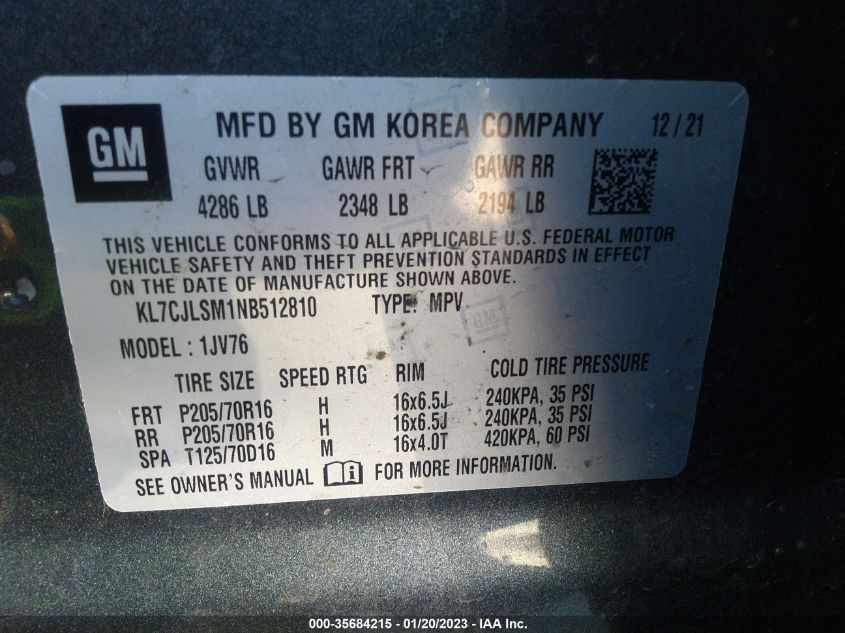 GM MFD BY GM KOREA COMPANY 12 / 21
GVWR GAWR FRT GAWR RR
4286 LB 2348 LB 2194 LB
THIS VEHICLE CONFORMS TO ALL APPLICABLE U.S. FEDERAL MOTOR
VEHICLE SAFETY AND THEFT PREVENTION STANDARDS IN EFFECT
ON THE DATE OF MANUFACTURE SHOWN ABOVE.
KL7CJLSM1NB512810 TYPE: MPV
GM
MODEL : 1JV76
TIRE SIZE SPEED RTG RIM COLD TIRE PRESSURE
FRT P205/70R16 H 16x6.5J 240KPA, 35 PSI
RR P205/70R16 H 16x6.5J 240KPA, 35 PSI
SPA T125/70D16 M 16x4.0T 420KPA, 60 PSI
SEE OWNER'S MANUAL FOR MORE INFORMATION.
000-35684215 - 01/20/2023 - IAA Inc.